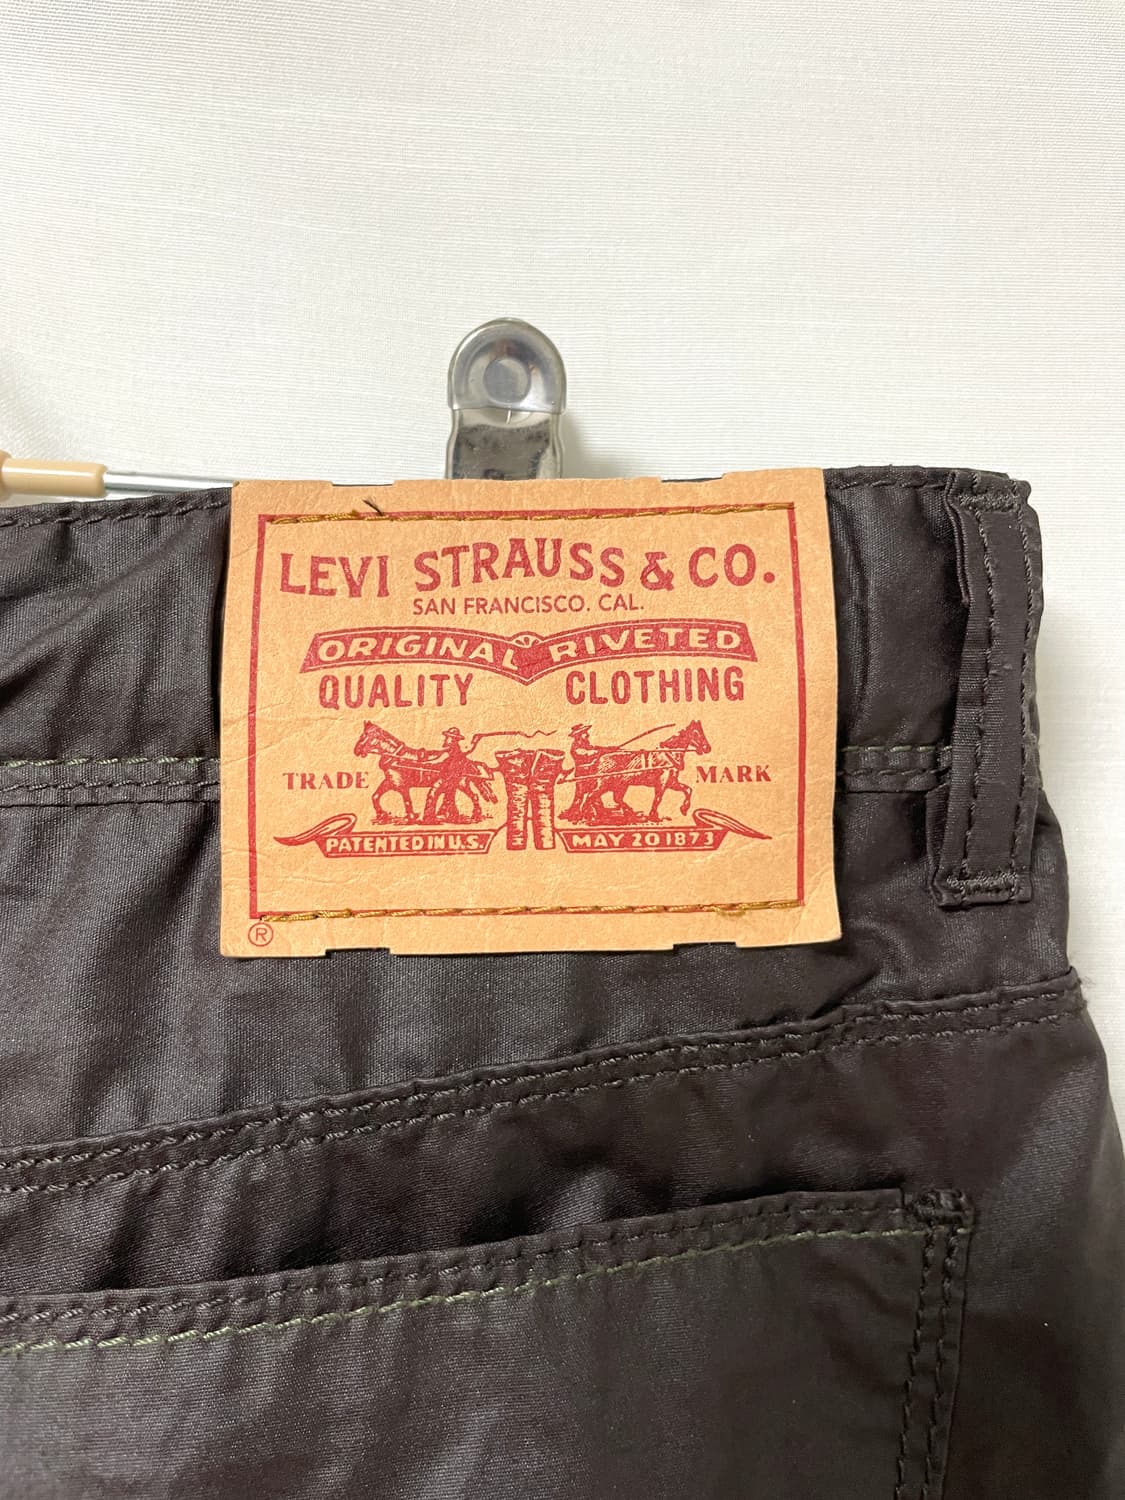 LEVI STRAUSS & CO.
SAN FRANCISCO. CAL.
ORIGINAL RIVETED
QUALITY CLOTHING
TRADE MARK
PATENTED IN U.S. MAY 20 1873
®